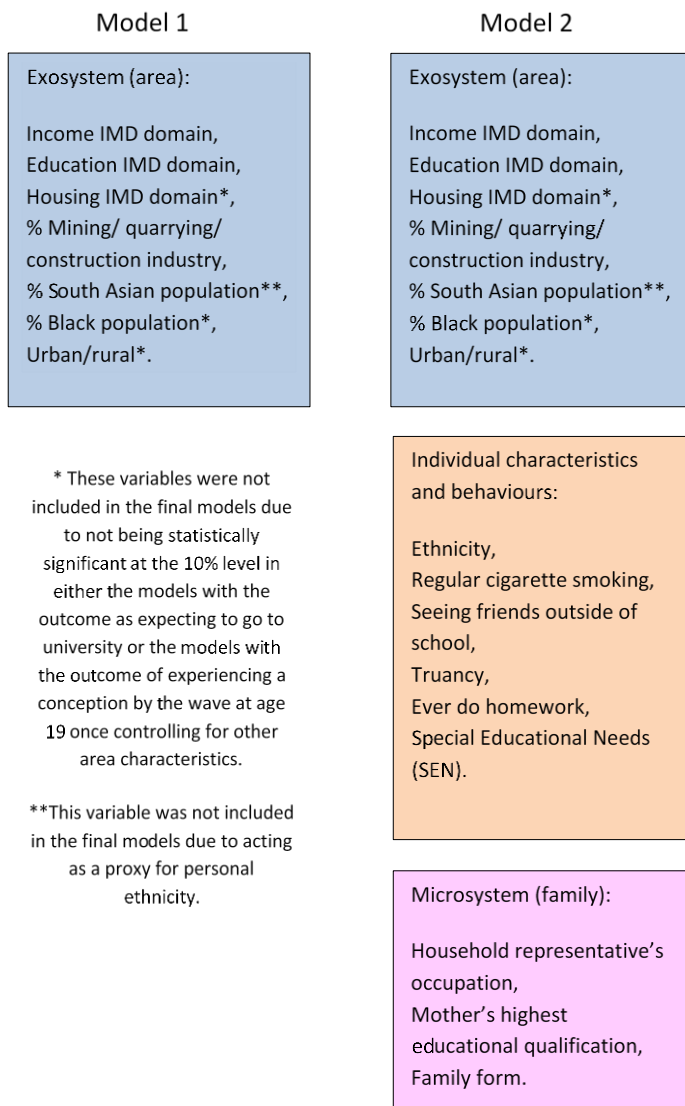 Model 1
Exosystem (area):
Income IMD domain,
Education IMD domain,
Housing IMD domain*,
% Mining/ quarrying/
construction industry,
% South Asian population**,
% Black population*,
Urban/rural*.
* These variables were not
included in the final models due
to not being statistically
significant at the 10% level in
either the models with the
outcome as expecting to go to
university or the models with
the outcome of experiencing a
conception by the wave at age
19 once controlling for other
area characteristics.
**This variable was not included
in the final models due to acting
as a proxy for personal
ethnicity.
Model 2
Exosystem (area):
Income IMD domain,
Education IMD domain,
Housing IMD domain*,
% Mining/ quarrying/
construction industry,
% South Asian population**,
% Black population*,
Urban/rural*.
Individual characteristics
and behaviours:
Ethnicity,
Regular cigarette smoking,
Seeing friends outside of
school,
Truancy,
Ever do homework,
Special Educational Needs
(SEN).
Microsystem (family):
Household representative's
occupation,
Mother's highest
educational qualification,
Family form.